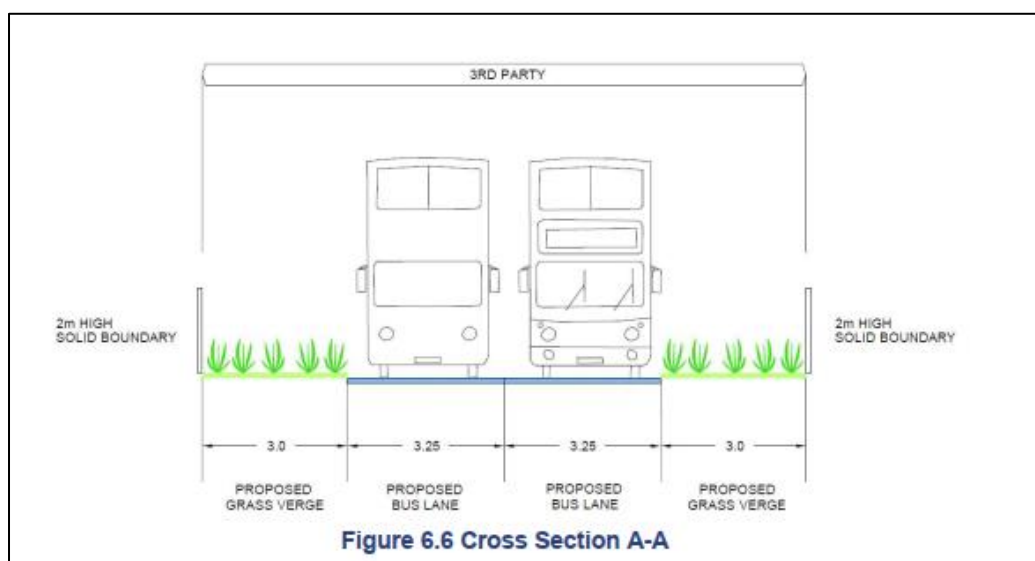 3RD PARTY
2m HIGH
SOLID BOUNDARY
2m HIGH
SOLID BOUNDARY
3.0
3.25
3.25
3.0
PROPOSED
GRASS VERGE
PROPOSED
BUS LANE
PROPOSED
BUS LANE
PROPOSED
GRASS VERGE
Figure 6.6 Cross Section A-A